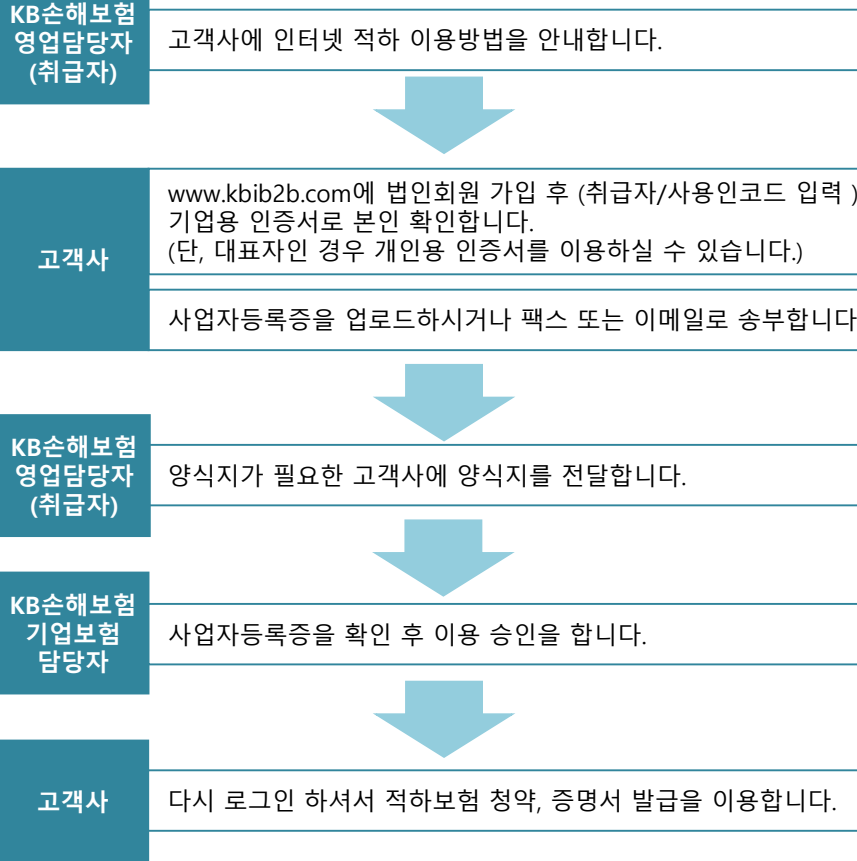 KB손해보험
영업담당자
(취급자)
고객사에 인터넷 적하 이용방법을 안내합니다.
고객사
www.kbib2b.com에 법인회원 가입 후 (취급자/사용인코드 입력 )
기업용 인증서로 본인 확인합니다.
(단, 대표자인 경우 개인용 인증서를 이용하실 수 있습니다.)
사업자등록증을 업로드하시거나 팩스 또는 이메일로 송부합니다
KB손해보험
영업담당자
(취급자)
양식지가 필요한 고객사에 양식지를 전달합니다.
KB손해보험
기업보험
담당자
사업자등록증을 확인 후 이용 승인을 합니다.
고객사
다시 로그인 하셔서 적하보험 청약, 증명서 발급을 이용합니다.